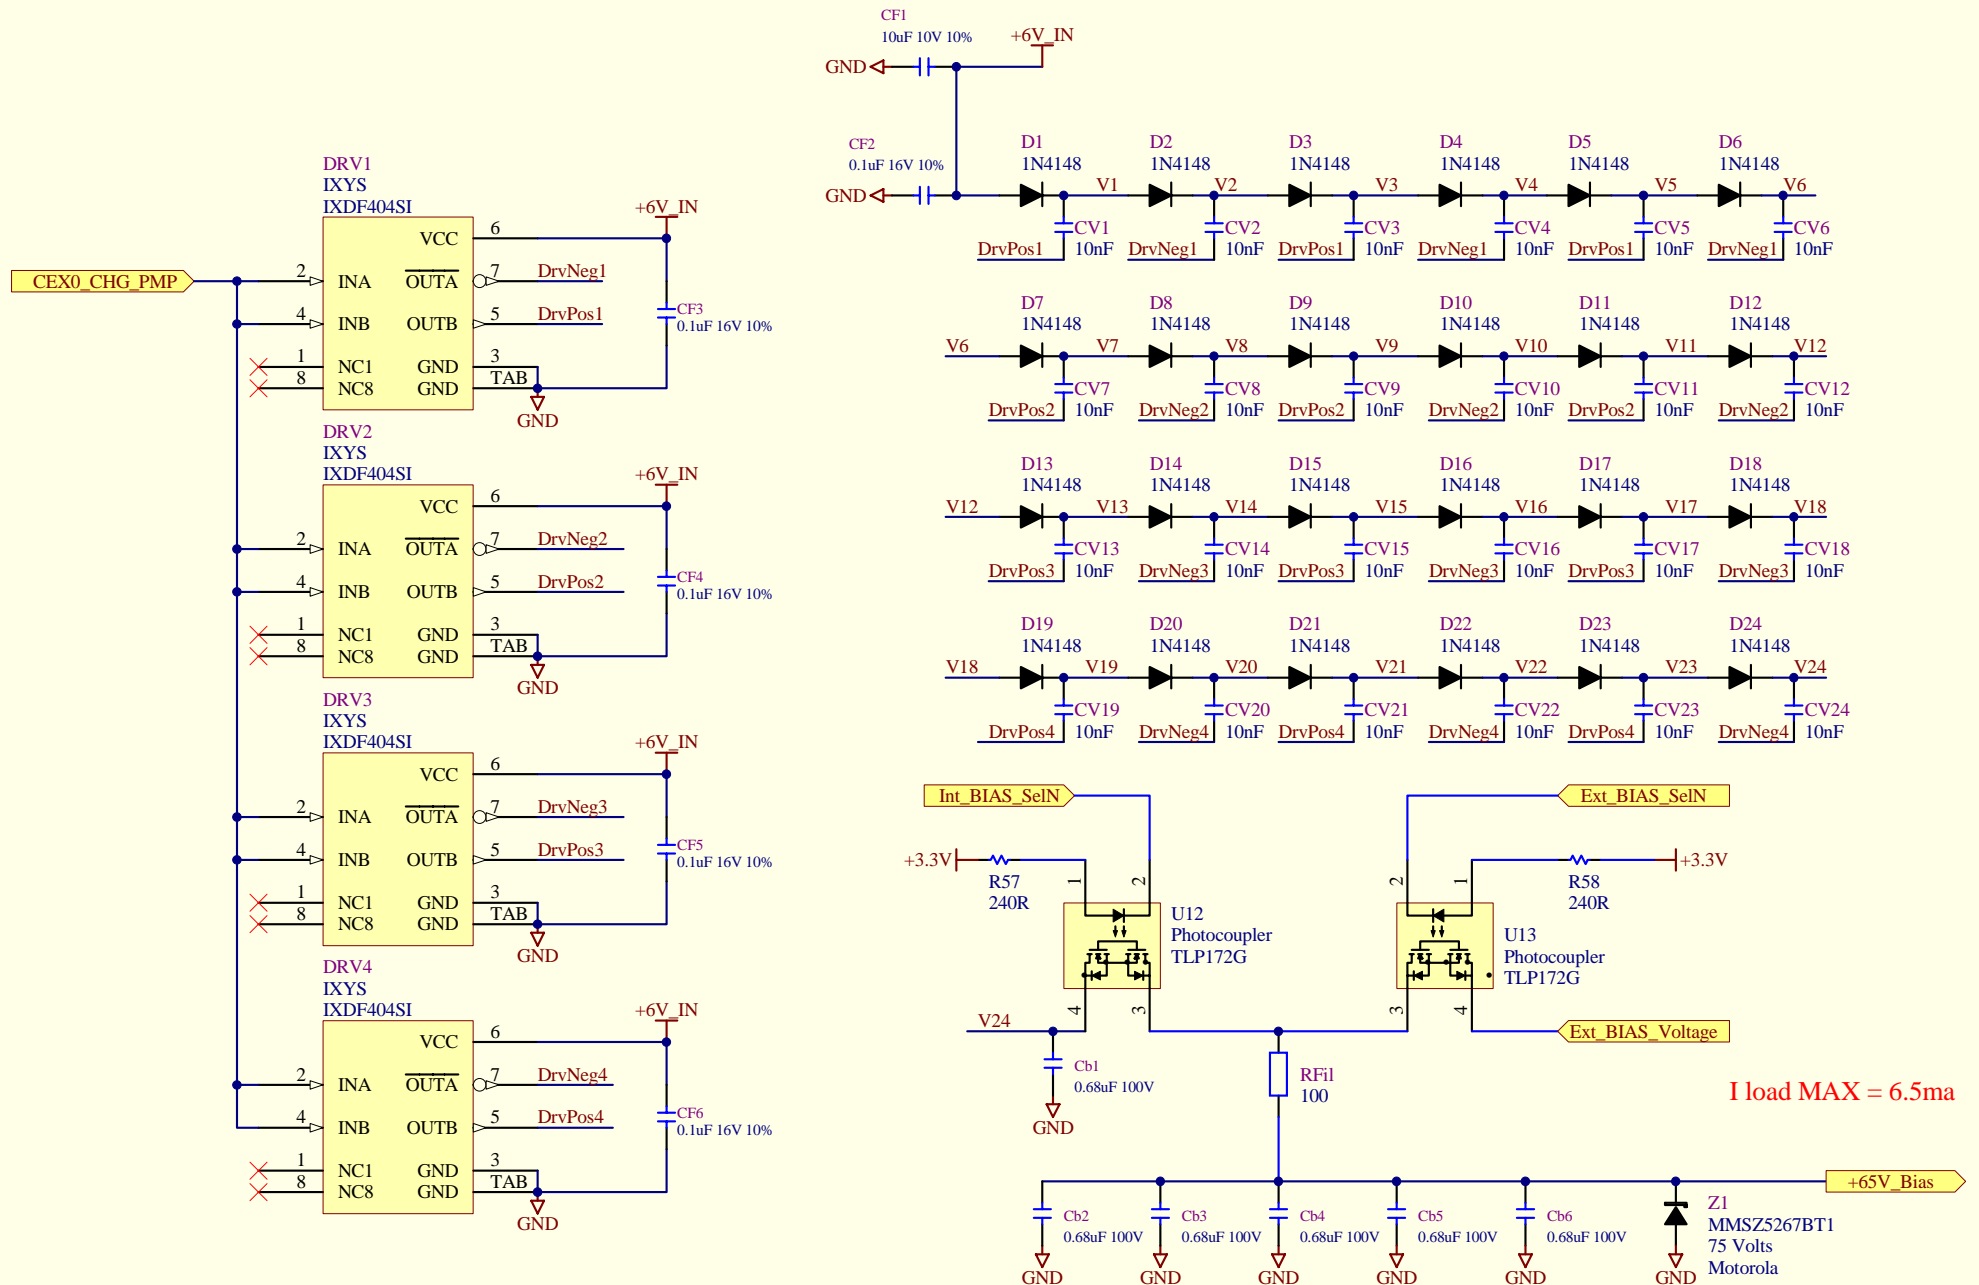 CF1
10uF 10V 10%
+6V_IN
GND
CF2
0.1uF 16V 10%
GND
D1
1N4148
D2
1N4148
D3
1N4148
D4
1N4148
D5
1N4148
D6
1N4148
V1
V2
V3
V4
V5
V6
CV1
10nF
CV2
10nF
CV3
10nF
CV4
10nF
CV5
10nF
CV6
10nF
DrvPos1
DrvNeg1
DrvPos1
DrvNeg1
DrvPos1
DrvNeg1
D7
1N4148
D8
1N4148
D9
1N4148
D10
1N4148
D11
1N4148
D12
1N4148
V6
V7
V8
V9
V10
V11
V12
CV7
10nF
CV8
10nF
CV9
10nF
CV10
10nF
CV11
10nF
CV12
10nF
DrvPos2
DrvNeg2
DrvPos2
DrvNeg2
DrvPos2
DrvNeg2
D13
1N4148
D14
1N4148
D15
1N4148
D16
1N4148
D17
1N4148
D18
1N4148
V12
V13
V14
V15
V16
V17
V18
CV13
10nF
CV14
10nF
CV15
10nF
CV16
10nF
CV17
10nF
CV18
10nF
DrvPos3
DrvNeg3
DrvPos3
DrvNeg3
DrvPos3
DrvNeg3
D19
1N4148
D20
1N4148
D21
1N4148
D22
1N4148
D23
1N4148
D24
1N4148
V18
V19
V20
V21
V22
V23
V24
CV19
10nF
CV20
10nF
CV21
10nF
CV22
10nF
CV23
10nF
CV24
10nF
DrvPos4
DrvNeg4
DrvPos4
DrvNeg4
DrvPos4
DrvNeg4
CEX0_CHG_PMP
DRV1
IXYS
IXDF404SI
+6V_IN
VCC 6
2 INA OUTA 7 DrvNeg1
4 INB OUTB 5 DrvPos1
1 NC1 GND 3
8 NC8 GND TAB
GND
CF3
0.1uF 16V 10%
DRV2
IXYS
IXDF404SI
+6V_IN
VCC 6
2 INA OUTA 7 DrvNeg2
4 INB OUTB 5 DrvPos2
1 NC1 GND 3
8 NC8 GND TAB
GND
CF4
0.1uF 16V 10%
DRV3
IXYS
IXDF404SI
+6V_IN
VCC 6
2 INA OUTA 7 DrvNeg3
4 INB OUTB 5 DrvPos3
1 NC1 GND 3
8 NC8 GND TAB
GND
CF5
0.1uF 16V 10%
DRV4
IXYS
IXDF404SI
+6V_IN
VCC 6
2 INA OUTA 7 DrvNeg4
4 INB OUTB 5 DrvPos4
1 NC1 GND 3
8 NC8 GND TAB
GND
CF6
0.1uF 16V 10%
Int_BIAS_SelN
Ext_BIAS_SelN
+3.3V
R57
240R
1
2
U12
Photocoupler
TLP172G
4
3
2
1
R58
240R
+3.3V
U13
Photocoupler
TLP172G
3
4
V24
Ext_BIAS_Voltage
Cb1
0.68uF 100V
GND
RFil
100
I load MAX = 6.5ma
+65V_Bias
Cb2
0.68uF 100V
GND
Cb3
0.68uF 100V
GND
Cb4
0.68uF 100V
GND
Cb5
0.68uF 100V
GND
Cb6
0.68uF 100V
GND
Z1
MMSZ5267BT1
75 Volts
Motorola
GND